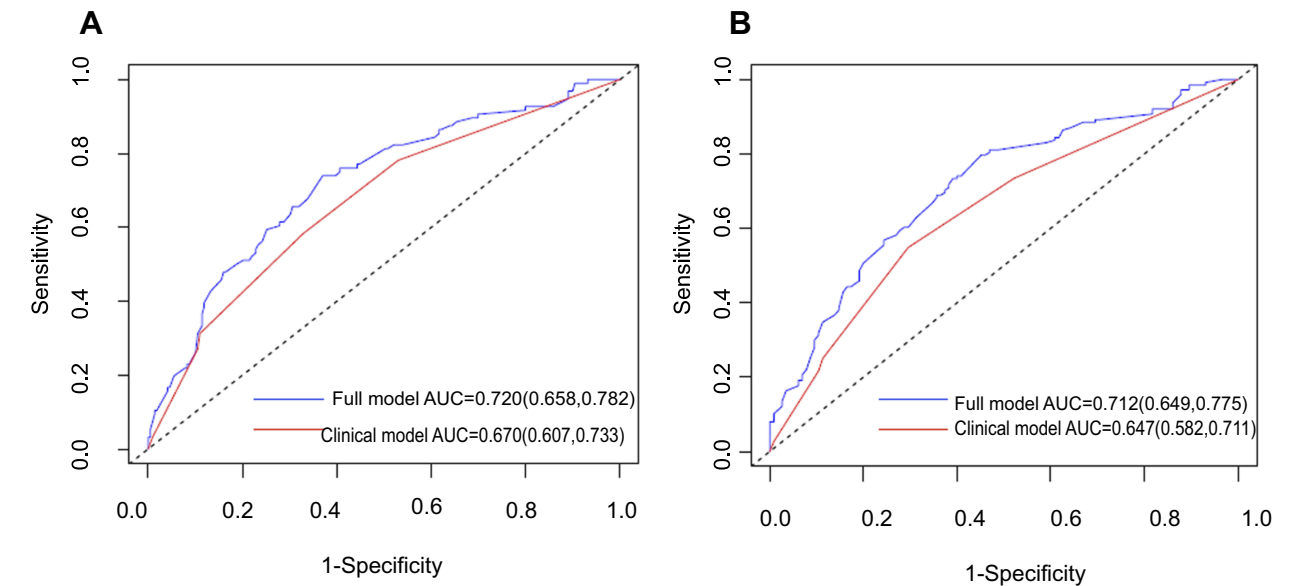 A
Sensitivity
1.0
0.8
0.6
0.4
0.2
0.0
Full model AUC=0.720(0.658,0.782)
Clinical model AUC=0.670(0.607,0.733)
0.0 0.2 0.4 0.6 0.8 1.0
1-Specificity
B
Sensitivity
1.0
0.8
0.6
0.4
0.2
0.0
Full model AUC=0.712(0.649,0.775)
Clinical model AUC=0.647(0.582,0.711)
0.0 0.2 0.4 0.6 0.8 1.0
1-Specificity